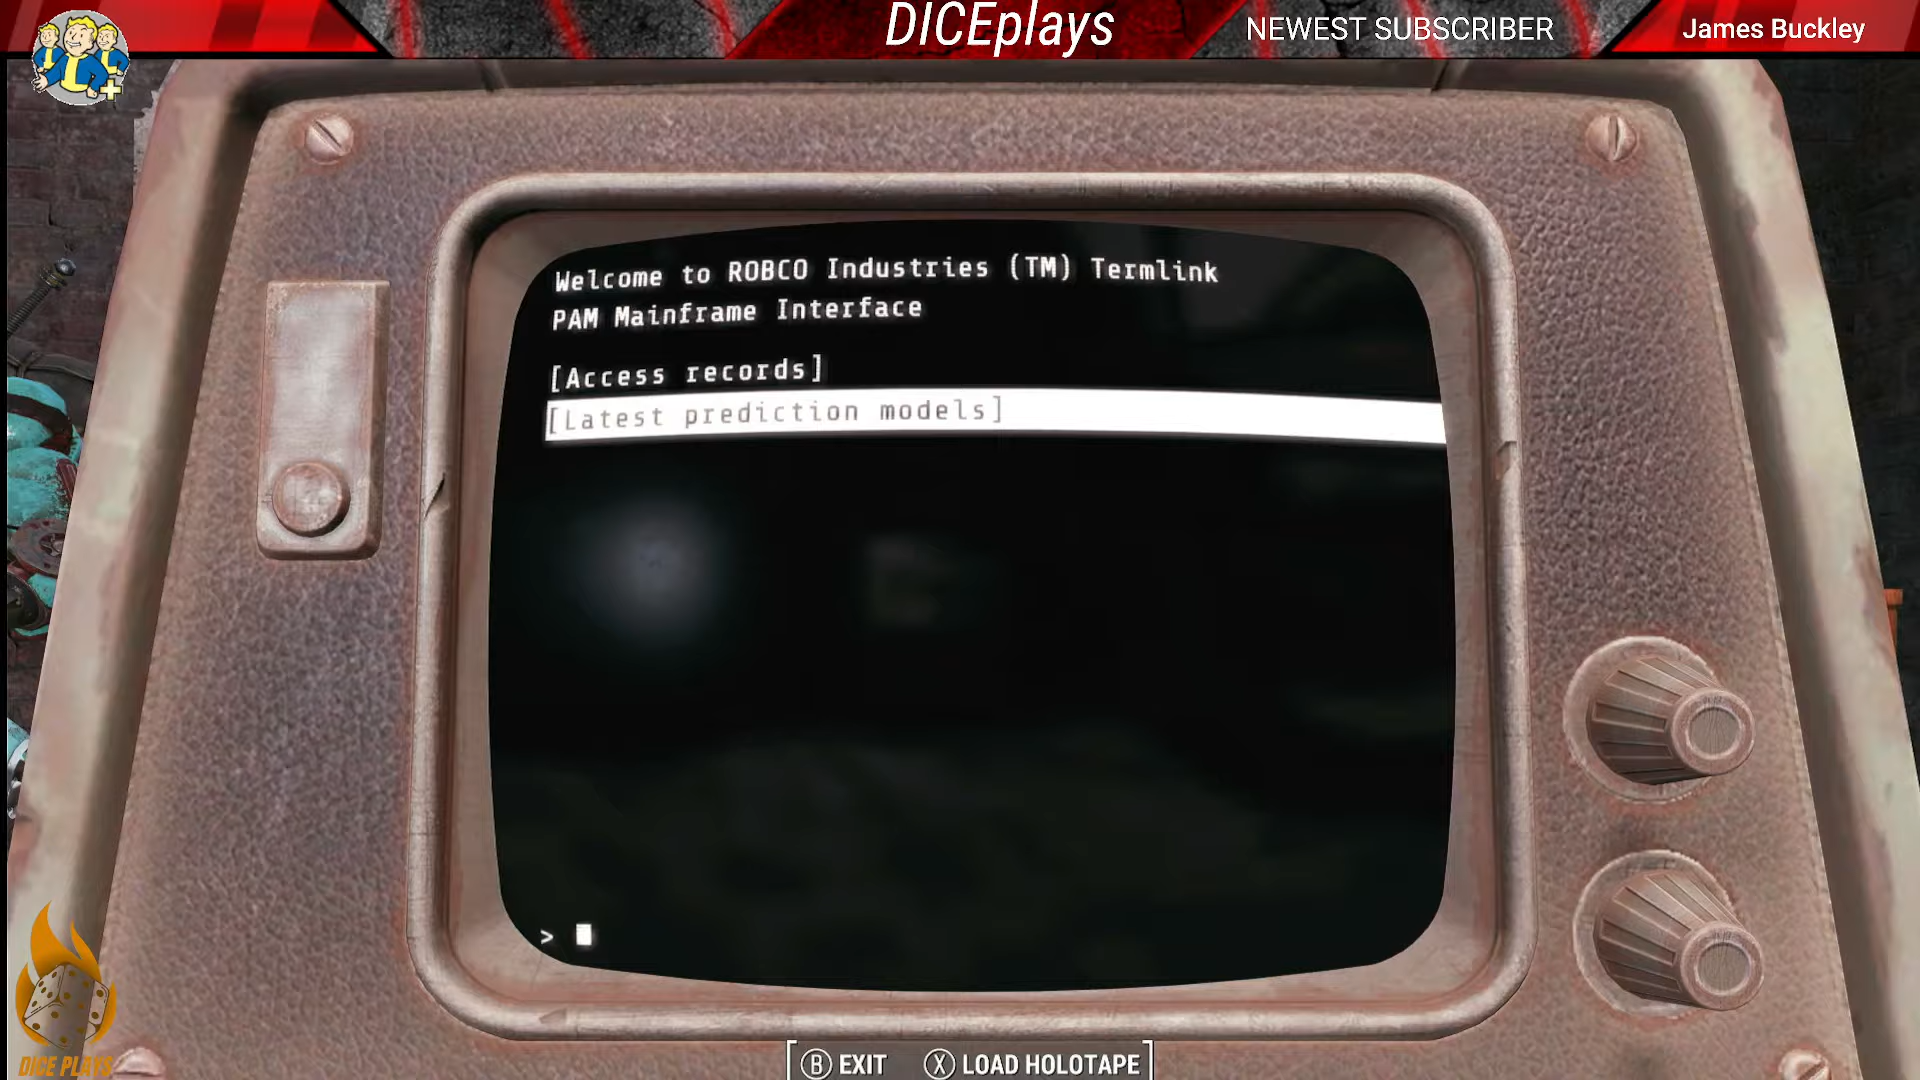 DICEplays
NEWEST SUBSCRIBER
James Buckley
Welcome to ROBCO Industries (TM) Termlink
PAM Mainframe Interface
[Access records]
[Latest prediction models]
>
DICE PLAYS
B EXIT
X LOAD HOLOTAPE